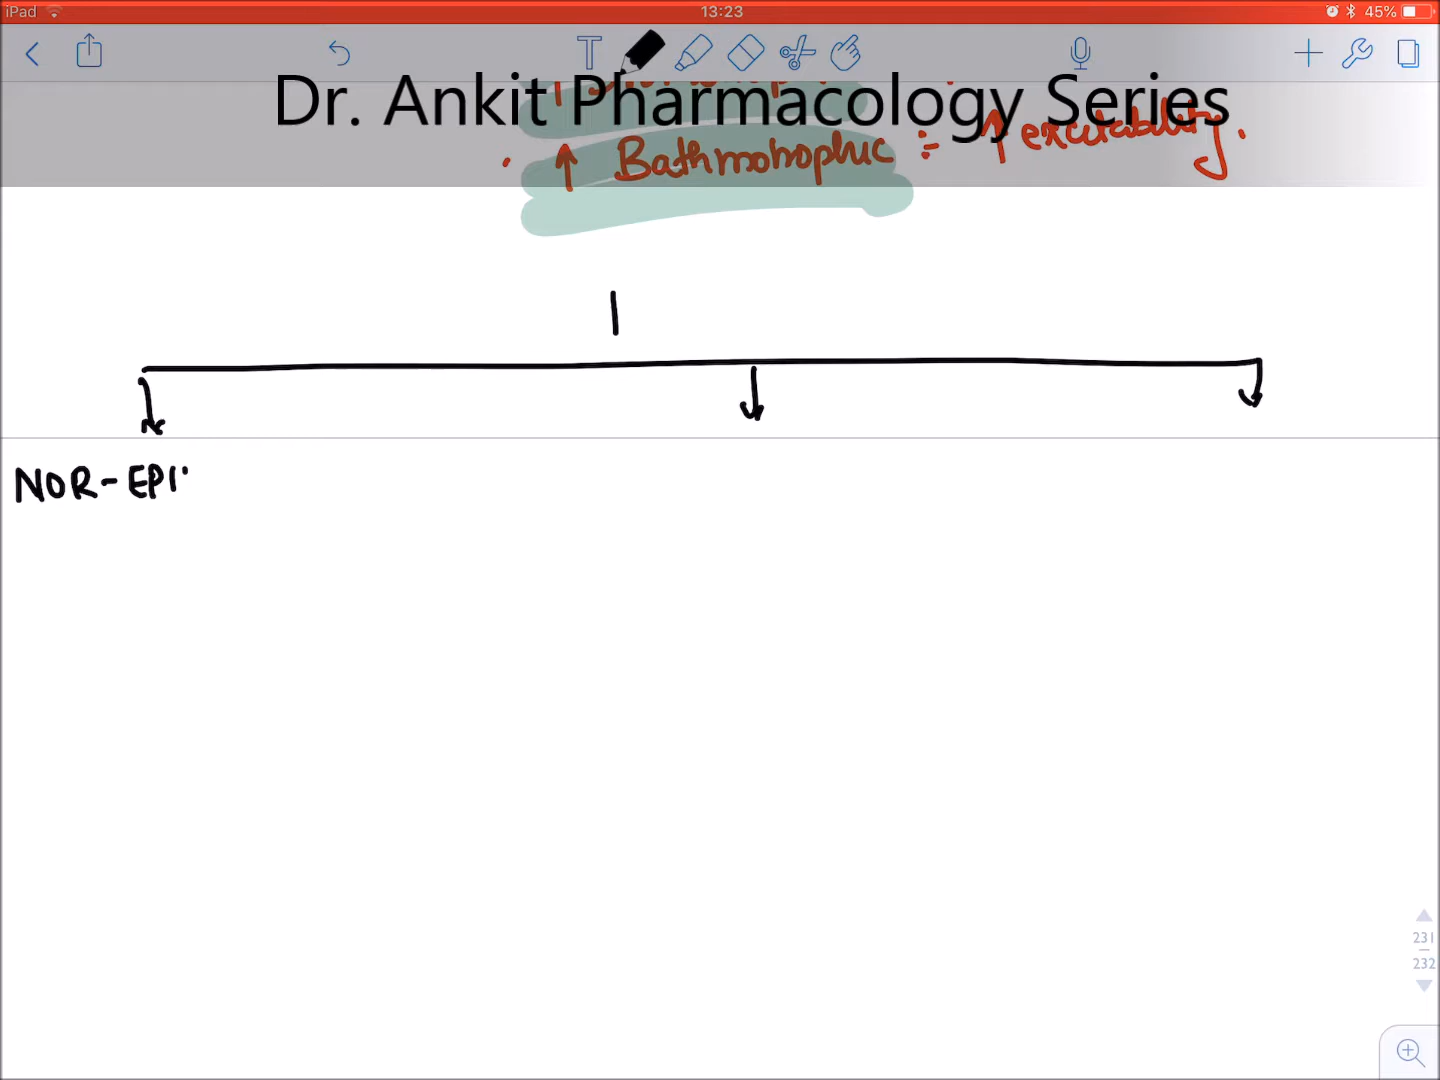 iPad 13:23 45%
T
Dr. Ankit Pharmacology Series
↑ Bathmotrophic ÷ ↑ excitability.
NOR-EPI
231
232